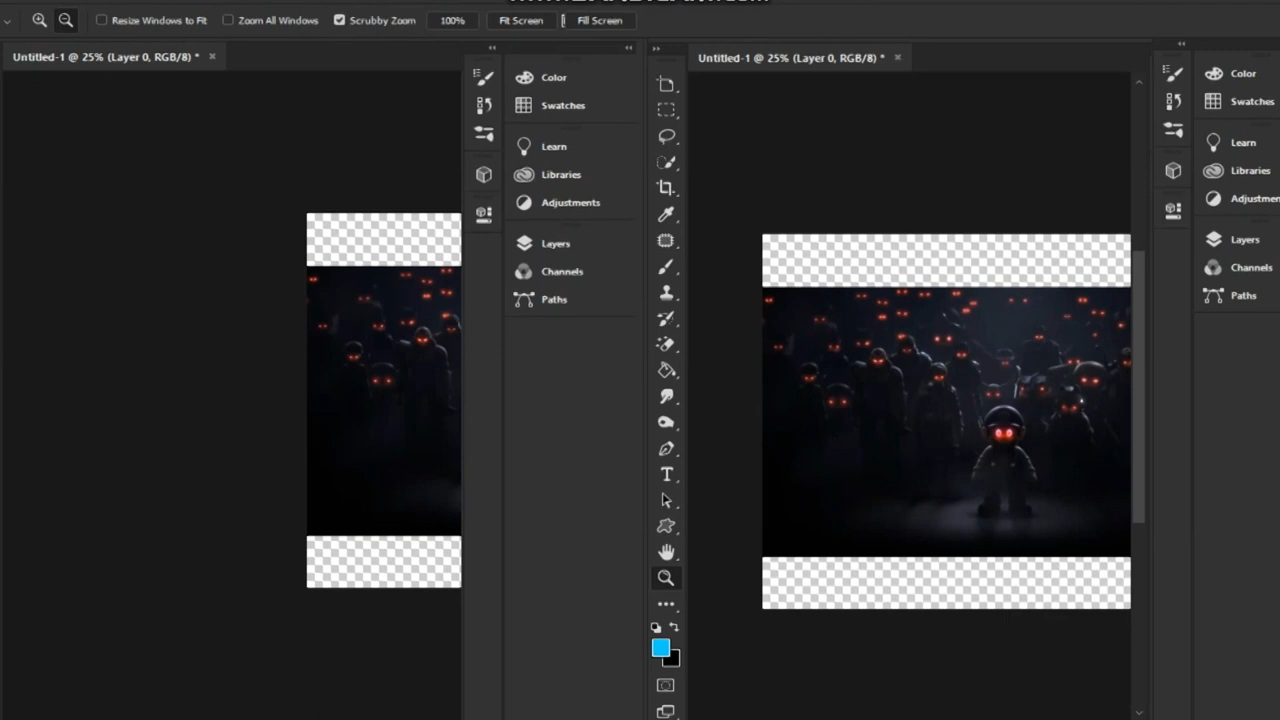 Resize Windows to Fit
Zoom All Windows
Scrubby Zoom
100%
Fit Screen
Fill Screen
Untitled-1 @ 25% (Layer 0, RGB/8) *
Color
Swatches
Learn
Libraries
Adjustments
Layers
Channels
Paths
Untitled-1 @ 25% (Layer 0, RGB/8) *
Color
Swatches
Learn
Libraries
Adjustmen
Layers
Channels
Paths